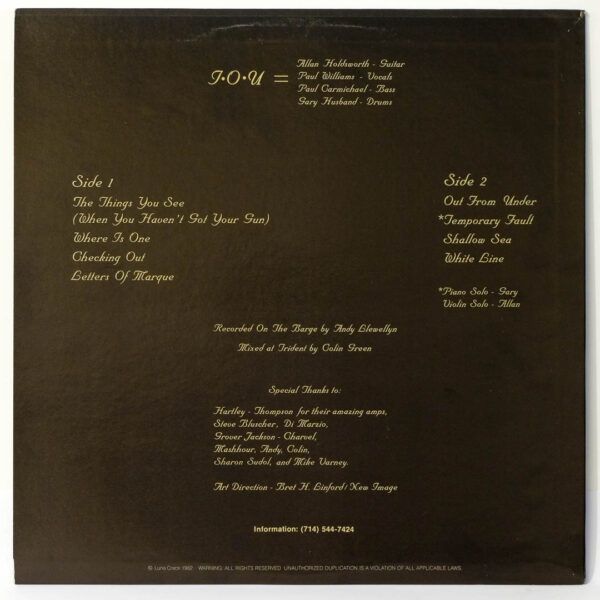 I·O·U =
Allan Holdsworth - Guitar
Paul Williams - Vocals
Paul Carmichael - Bass
Gary Husband - Drums
Side 1
The Things You See
(When You Haven't Got Your Gun)
Where Is One
Checking Out
Letters Of Marque
Side 2
Out From Under
*Temporary Fault
Shallow Sea
White Line
*Piano Solo - Gary
Violin Solo - Allan
Recorded On The Barge by Andy Llewellyn
Mixed at Trident by Colin Green
Special Thanks to:
Hartley - Thompson for their amazing amps,
Steve Bluscher, Di Marzio,
Grover Jackson - Charvel,
Mashhour, Andy, Colin,
Sharon Sudol, and Mike Varney.
Art Direction - Bret H. Linford/New Image
Information: (714) 544-7424
© Luna Crack 1982 · WARNING: ALL RIGHTS RESERVED. UNAUTHORIZED DUPLICATION IS A VIOLATION OF ALL APPLICABLE LAWS.